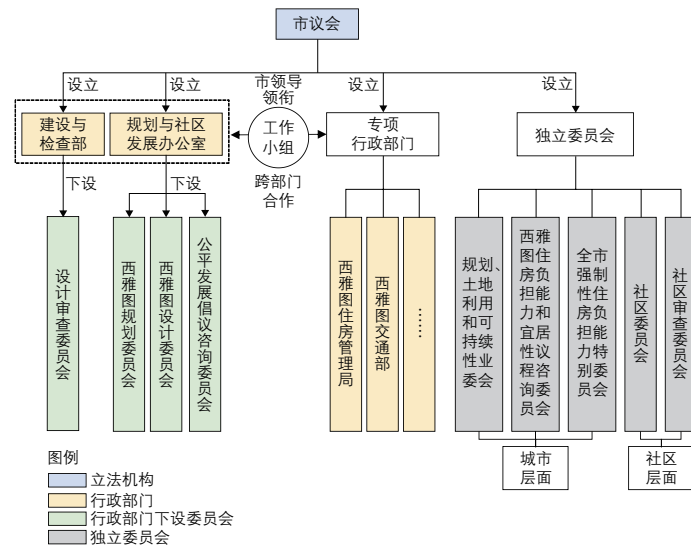 市议会
设立
设立
市领导
领衔
设立
设立
建设与
检查部
规划与社区
发展办公室
工作
小组
专项
行政部门
独立委员会
下设
下设
跨部门
合作
设计审查委员会
西雅图规划委员会
西雅图设计委员会
公平发展倡议咨询委员会
西雅图住房管理局
西雅图交通部
……
规划、
土地
利用
和可
持续
性业
委会
西雅
图住
房负
担能
力和
宜居
性议
程咨
询委
员会
全市
强制
性住
房负
担能
力特
别委
员会
社区委员会
社区审查委员会
城市
层面
社区
层面
图例
立法机构
行政部门
行政部门下设委员会
独立委员会